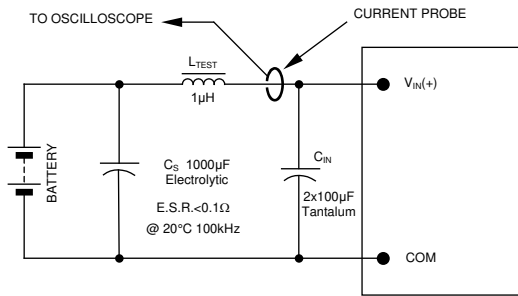 TO OSCILLOSCOPE
CURRENT PROBE
LTEST
1µH
VIN(+)
BATTERY
CS 1000µF
Electrolytic
E.S.R.<0.1Ω
@ 20°C 100kHz
CIN
2x100µF
Tantalum
COM